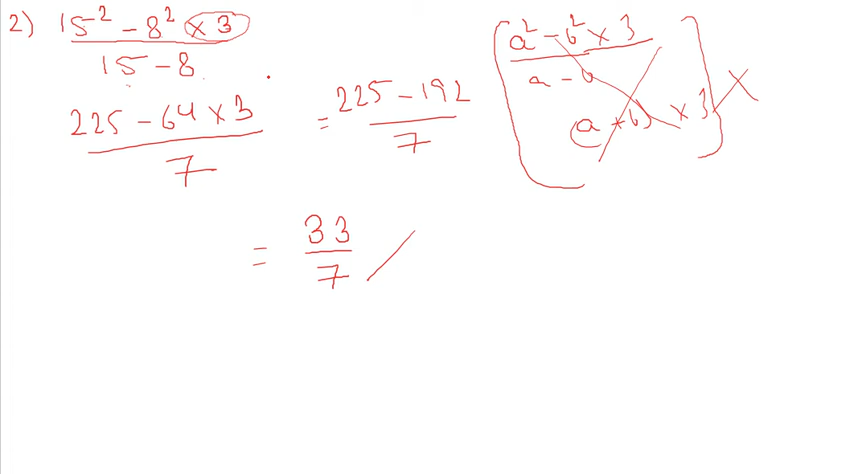 2) 15² - 8² × 3
15 - 8
225 - 64 × 3
7
= 225 - 192
7
a² - b² × 3
a - b
(a + b) × 3
= 33
7